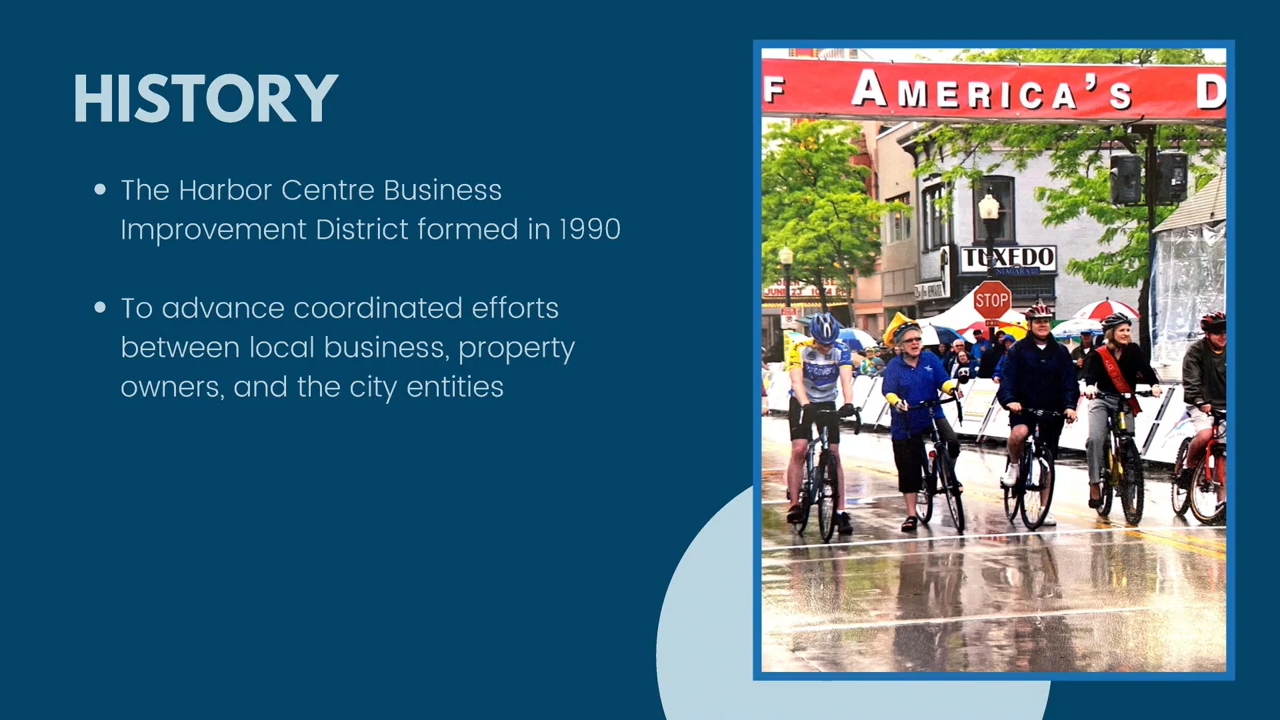 HISTORY
The Harbor Centre Business
Improvement District formed in 1990
To advance coordinated efforts
between local business, property
owners, and the city entities
F AMERICA'S D
TUXEDO
STOP